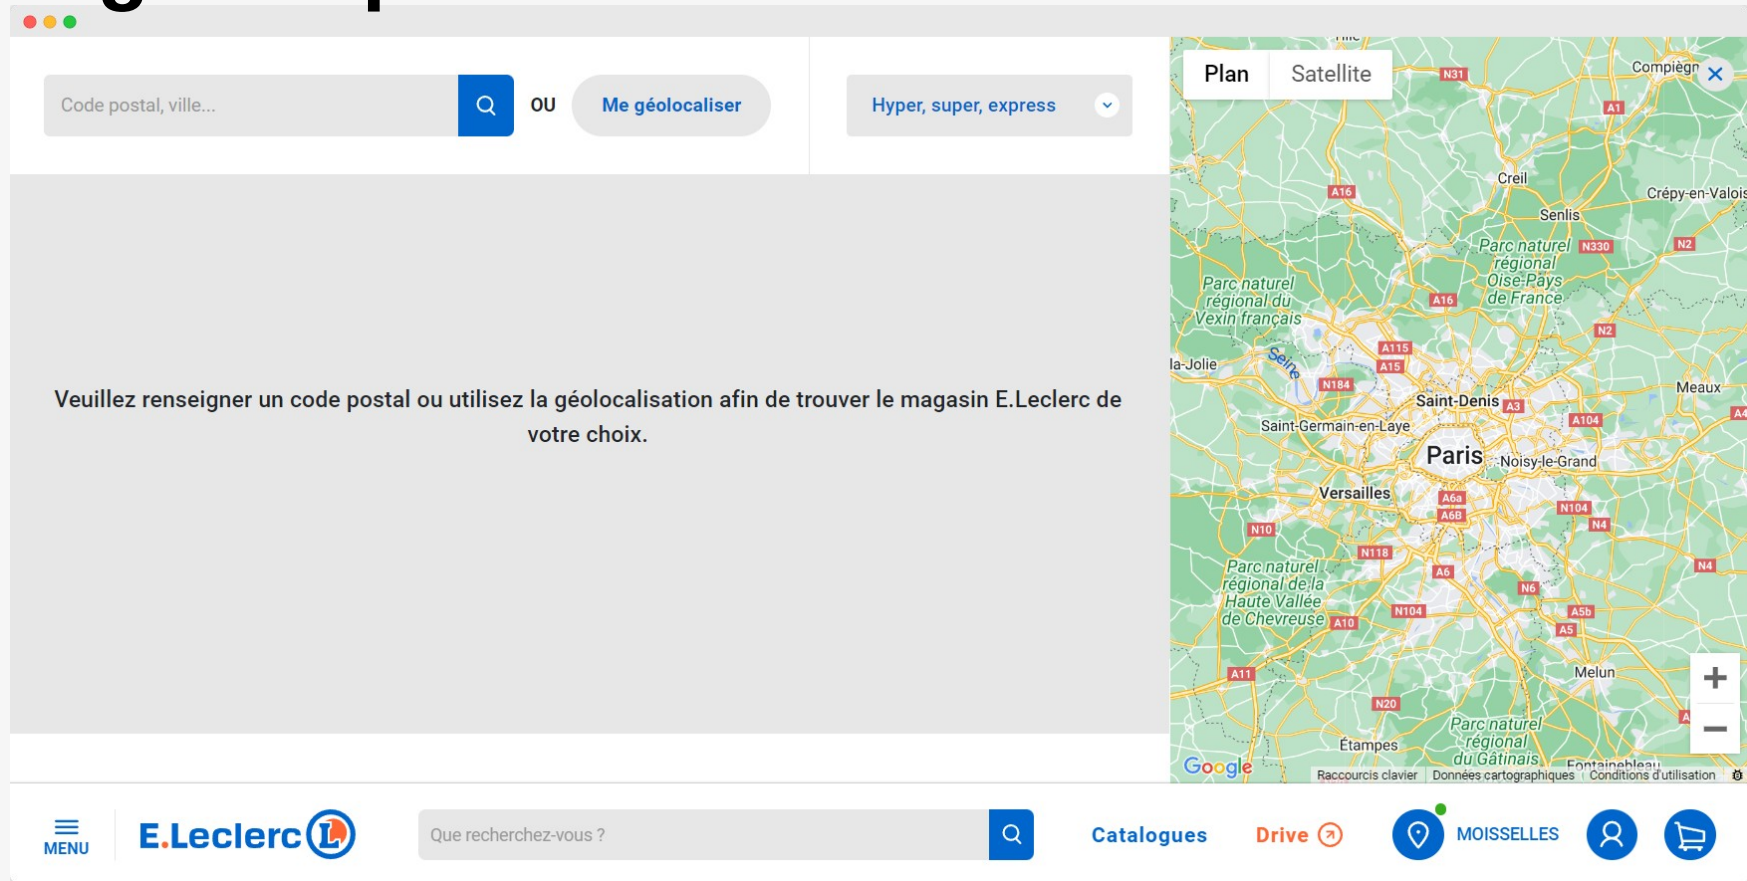 Code postal, ville...
OU
Me géolocaliser
Hyper, super, express
Veuillez renseigner un code postal ou utilisez la géolocalisation afin de trouver le magasin E.Leclerc de
votre choix.
Plan
Satellite
N31
Compiègn
A1
Creil
A16
Crépy-en-Valois
Senlis
Parc naturel
régional
Oise-Pays
de France
N330
N2
Parc naturel
régional du
Vexin français
A16
N2
A115
A15
la-Jolie
Seine
N184
Meaux
Saint-Denis
A3
A4
A104
Saint-Germain-en-Laye
Paris
Noisy-le-Grand
Versailles
A6a
A6B
N104
N4
N10
N118
Parc naturel
régional de la
Haute Vallée
de Chevreuse
A6
N4
N6
N104
A5b
A10
A5
A11
Melun
N20
A
Parc naturel
régional
du Gâtinais
Étampes
Fontainebleau
Google
Raccourcis clavier
Données cartographiques
Conditions d'utilisation
MENU
E.Leclerc L
Que recherchez-vous ?
Catalogues
Drive
MOISSELLES